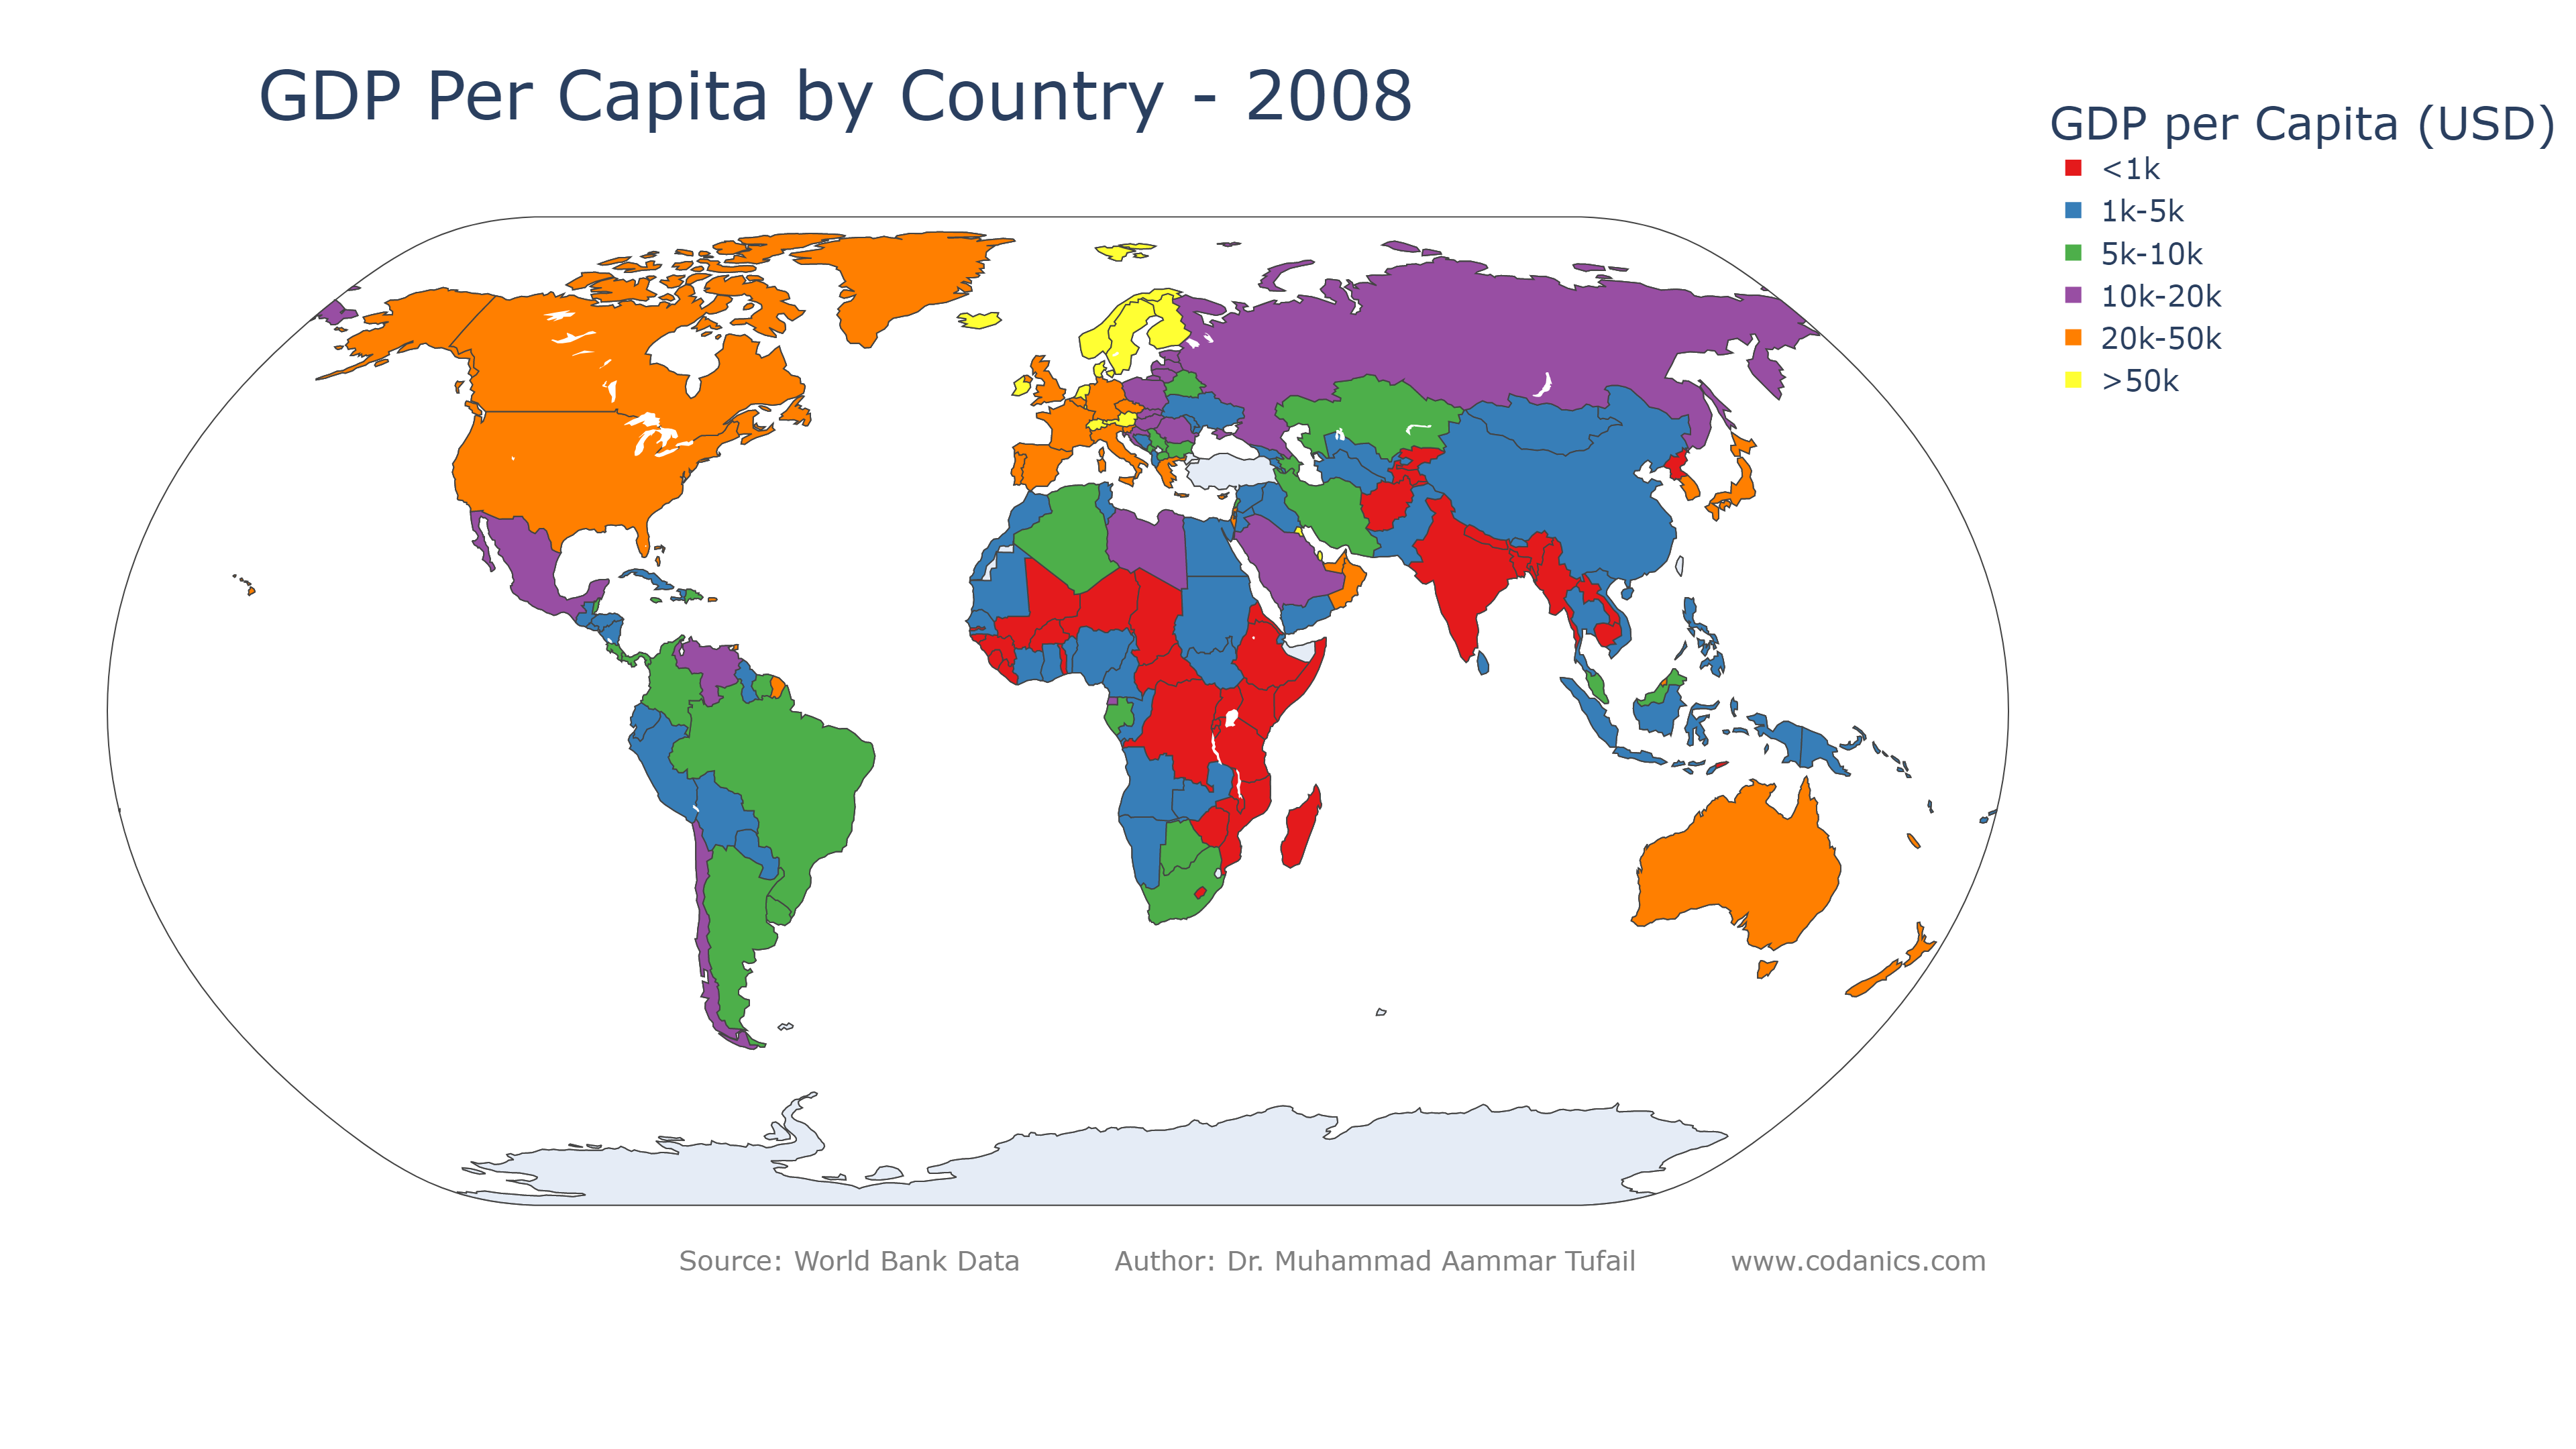 GDP Per Capita by Country - 2008
GDP per Capita (USD)
<1k
1k-5k
5k-10k
10k-20k
20k-50k
>50k
Source: World Bank Data Author: Dr. Muhammad Aammar Tufail www.codanics.com